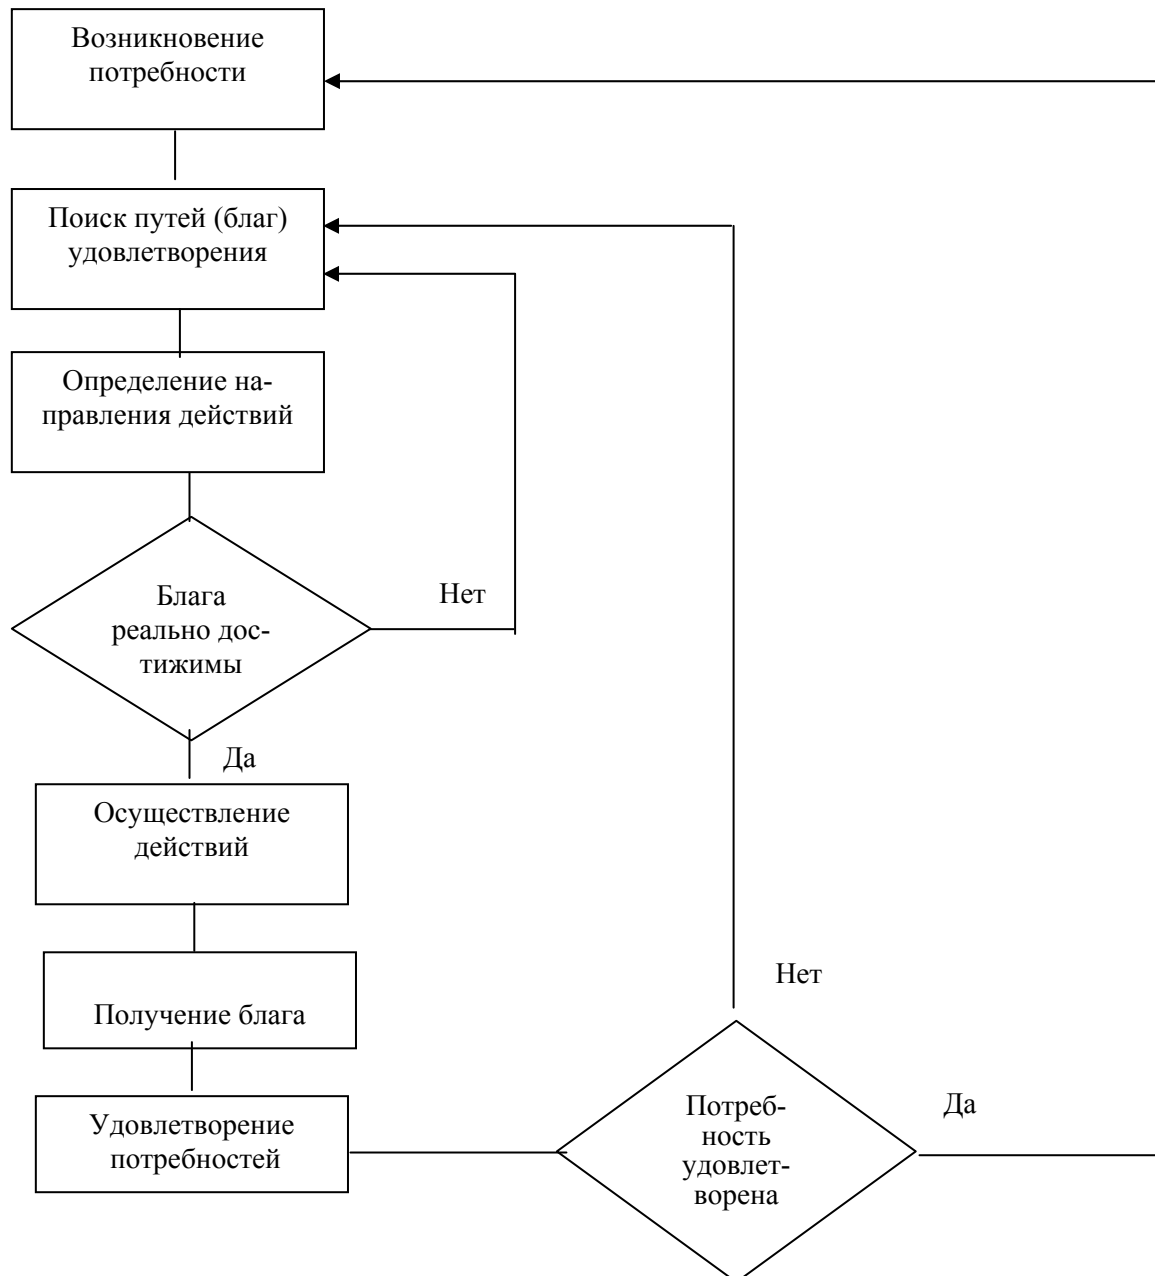 Возникновение
потребности
Поиск путей (благ)
удовлетворения
Определение на-
правления действий
Блага
реально дос-
тижимы
Нет
Да
Осуществление
действий
Получение блага
Удовлетворение
потребностей
Нет
Потреб-
ность
удовлет-
ворена
Да